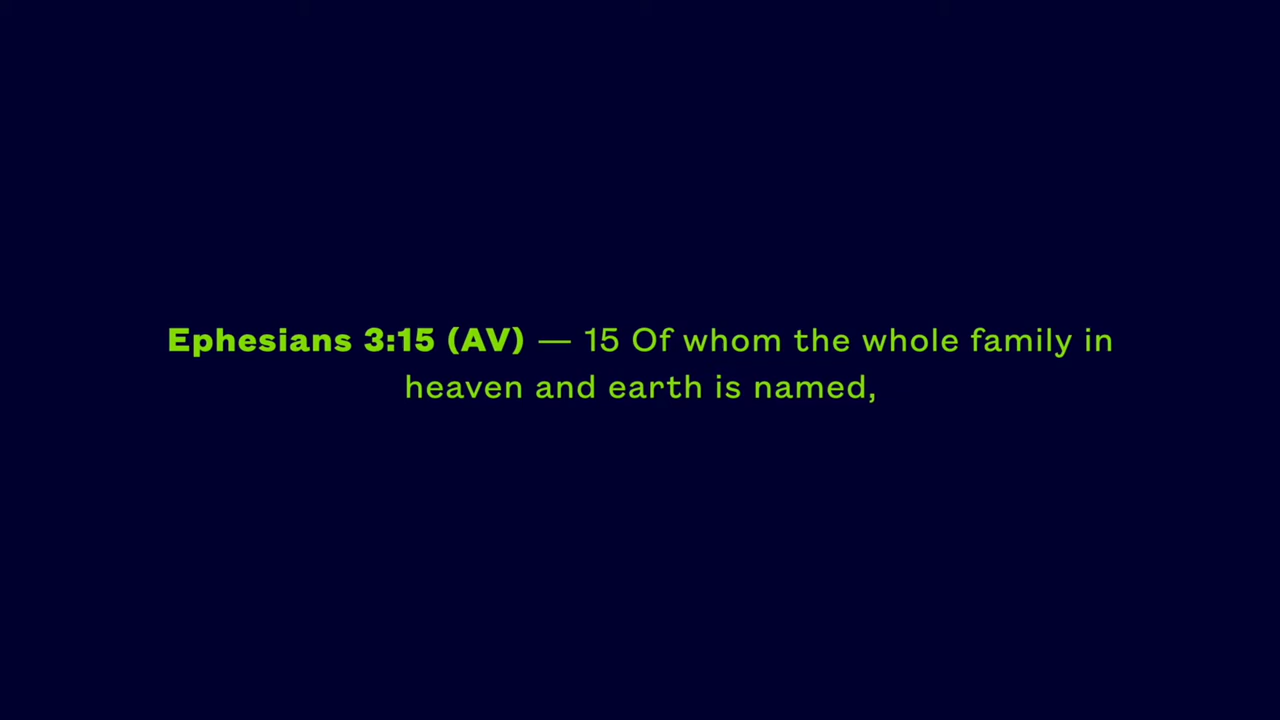 Ephesians 3:15 (AV) — 15 Of whom the whole family in
heaven and earth is named,